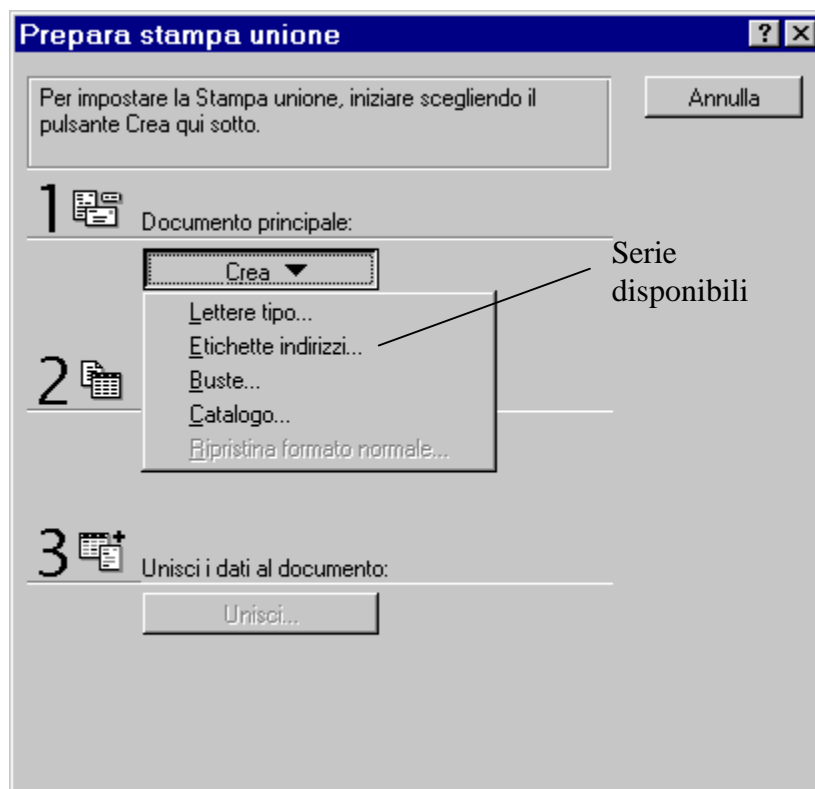 Prepara stampa unione
Per impostare la Stampa unione, iniziare scegliendo il
pulsante Crea qui sotto.
Annulla
1
Documento principale:
Crea
Serie
disponibili
Lettere tipo...
Etichette indirizzi...
Buste...
Catalogo...
Ripristina formato normale...
2
3
Unisci i dati al documento:
Unisci...